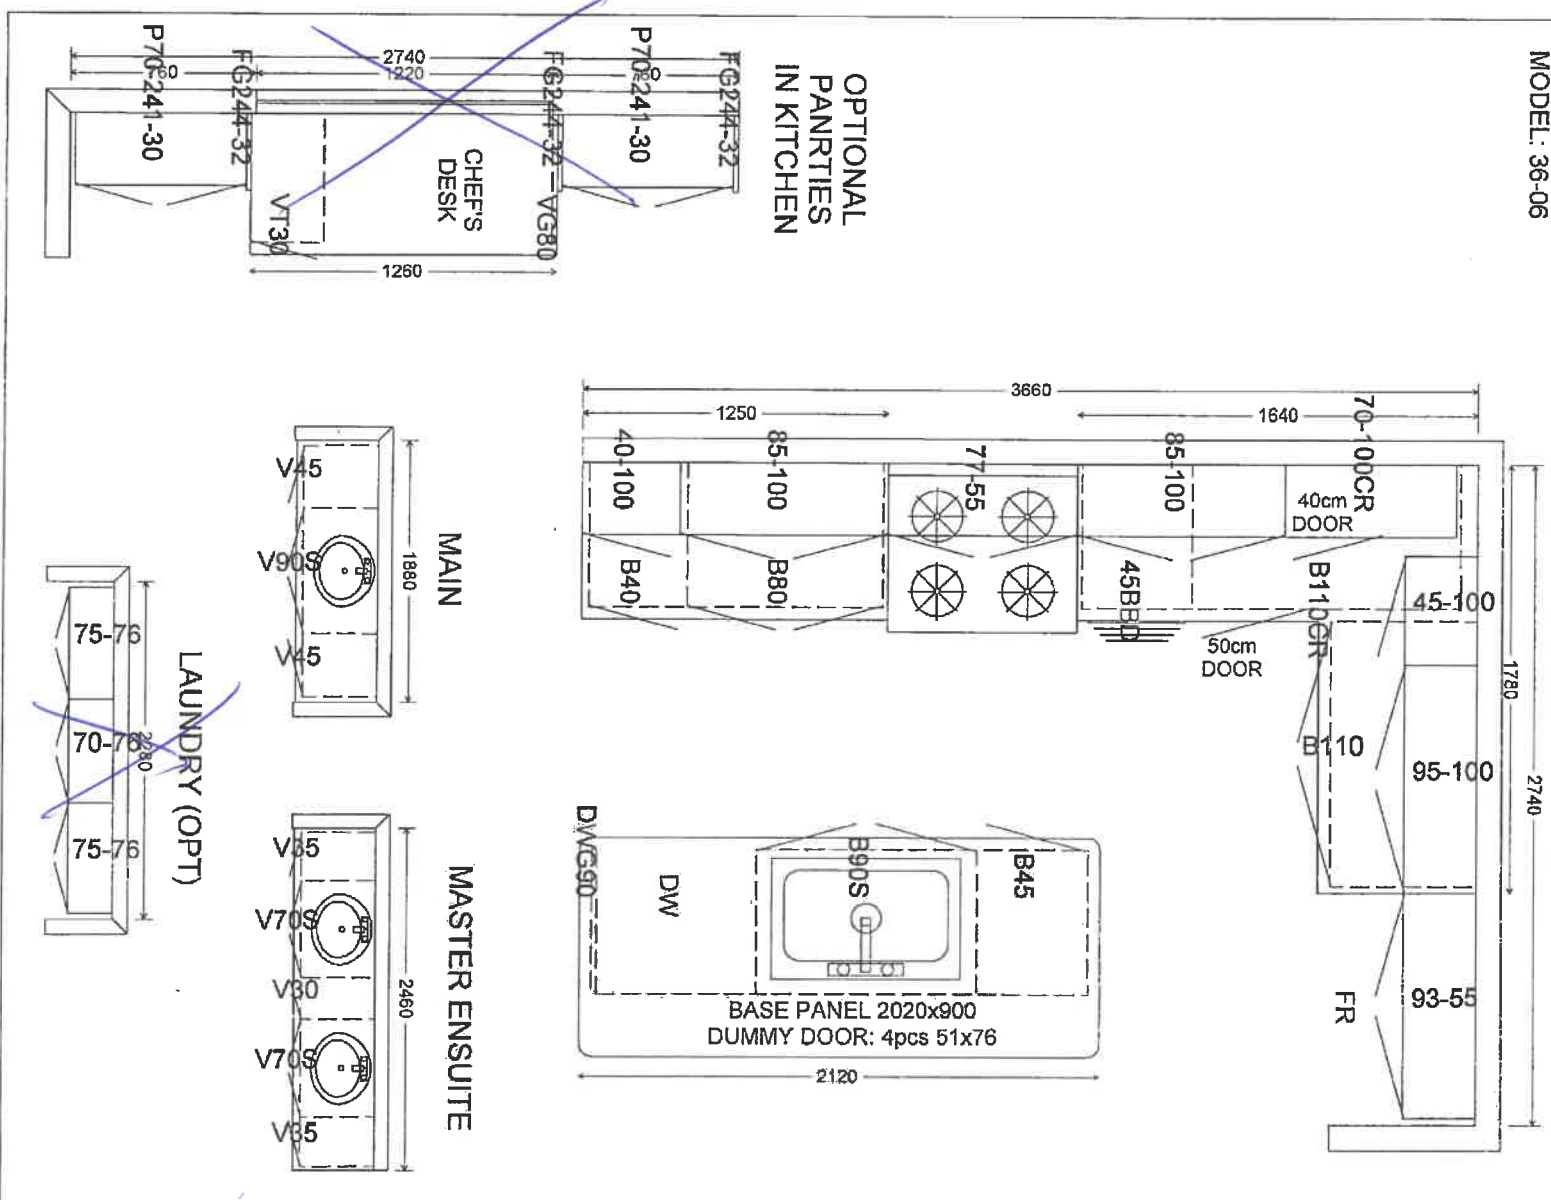 MODEL: 36-06
OPTIONAL
PANRTIES
IN KITCHEN
2740
760
1220
760
P70-241-30
FG244-32
FG244-32
P70-241-30
FG244-32
VT30
CHEF'S
DESK
VG80
1260
3660
1250
1640
40-100
85-100
77-55
85-100
70-100CR
40cm
DOOR
B40
B80
45BBD
B110CR
50cm
DOOR
45-100
1780
2740
B110
95-100
93-55
FR
DWG90
DW
B90S
B45
BASE PANEL 2020x900
DUMMY DOOR: 4pcs 51x76
2120
MAIN
1880
V45
V90S
V45
MASTER ENSUITE
2460
V35
V70S
V30
V70S
V35
LAUNDRY (OPT)
2280
75-76
70-76
75-76